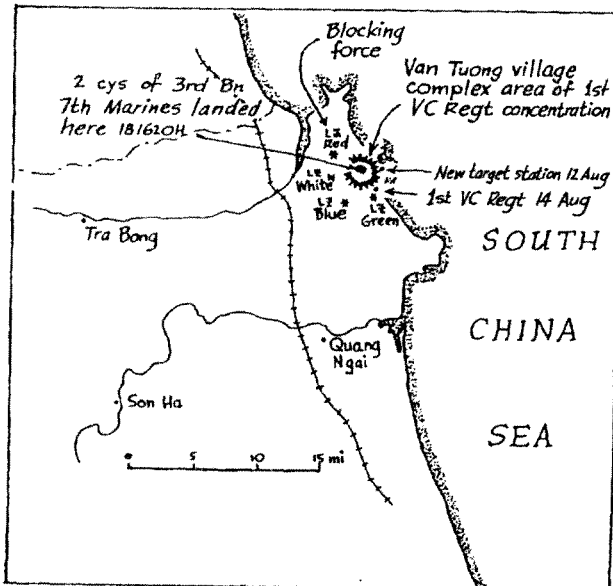 Blocking
force
2 cys of 3rd Bn
7th Marines landed
here 181620H
Van Tuong village
complex area of 1st
VC Regt concentration
LZ
Red
New target station 12 Aug
LZ
White
1st VC Regt 14 Aug
LZ
Blue
LZ
Green
Tra Bong
SOUTH
CHINA
SEA
Quang
Ngai
Son Ha
0 5 10 15 mi